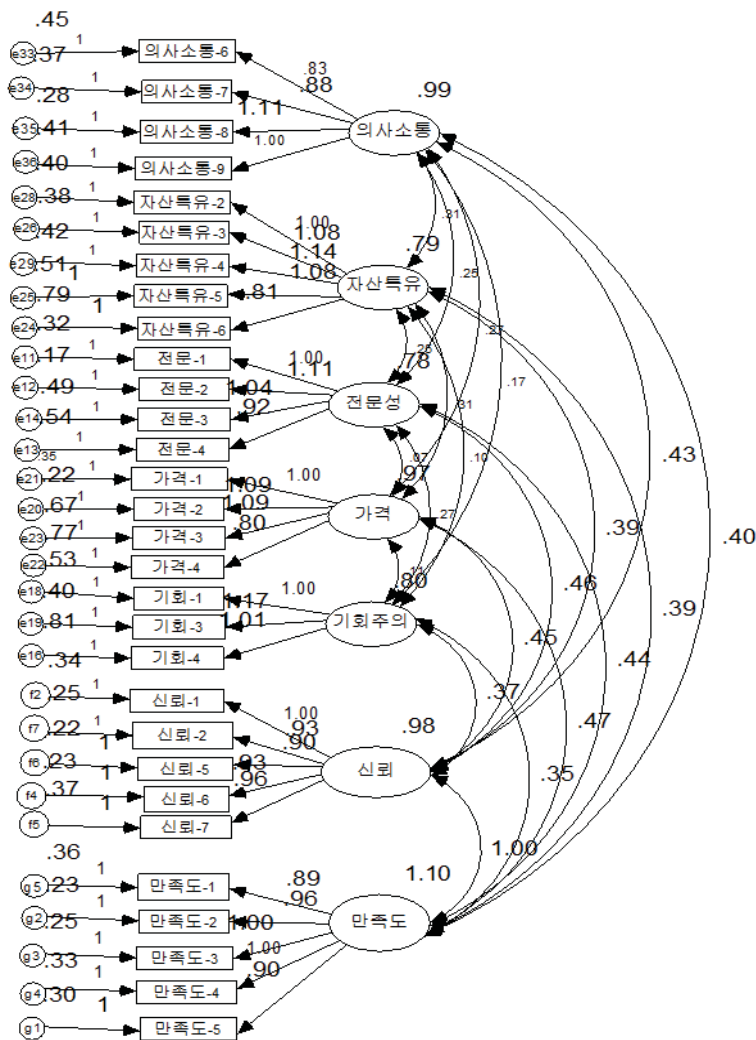 .45
e33 .37 1 의사소통-6 .83
e34 .28 1 의사소통-7 .88 .99
e35 .41 1 의사소통-8 1.11 의사소통
e36 .40 1 의사소통-9 1.00
e28 .38 1 자산특유-2 .31
e26 .42 1 자산특유-3 1.00 1.08 .79
e29 .51 1 자산특유-4 1.14 .25
e25 .79 1 자산특유-5 1.08 자산특유 .27
e24 .32 1 자산특유-6 .81 .17
e11 .17 1 전문-1 1.00 .78
e12 .49 1 전문-2 1.11
e14 .54 1 전문-3 1.04 전문성 .31
e13 .35 1 전문-4 .92 .07 .10 .43
e21 .22 1 가격-1 1.00 .97
e20 .67 1 가격-2 1.09 가격 .27 .39 .40
e23 .77 1 가격-3 1.09
e22 .53 1 가격-4 .80 .46
e18 .40 1 기회-1 1.00 .80 .39
e19 .81 1 기회-3 1.17 기회주의 .45
e16 .34 1 기회-4 1.01 .44
f2 .25 1 신뢰-1 1.00 .37
f7 .22 1 신뢰-2 .93 .98 .47
f6 .23 1 신뢰-5 .90 신뢰 .35
f4 .37 1 신뢰-6 .93
f5 1 신뢰-7 .96
.36 1.00
g5 .23 1 만족도-1 .89 1.10
g2 .25 1 만족도-2 .96 만족도
g3 .33 1 만족도-3 1.00
g4 .30 1 만족도-4 1.00
g1 1 만족도-5 .90